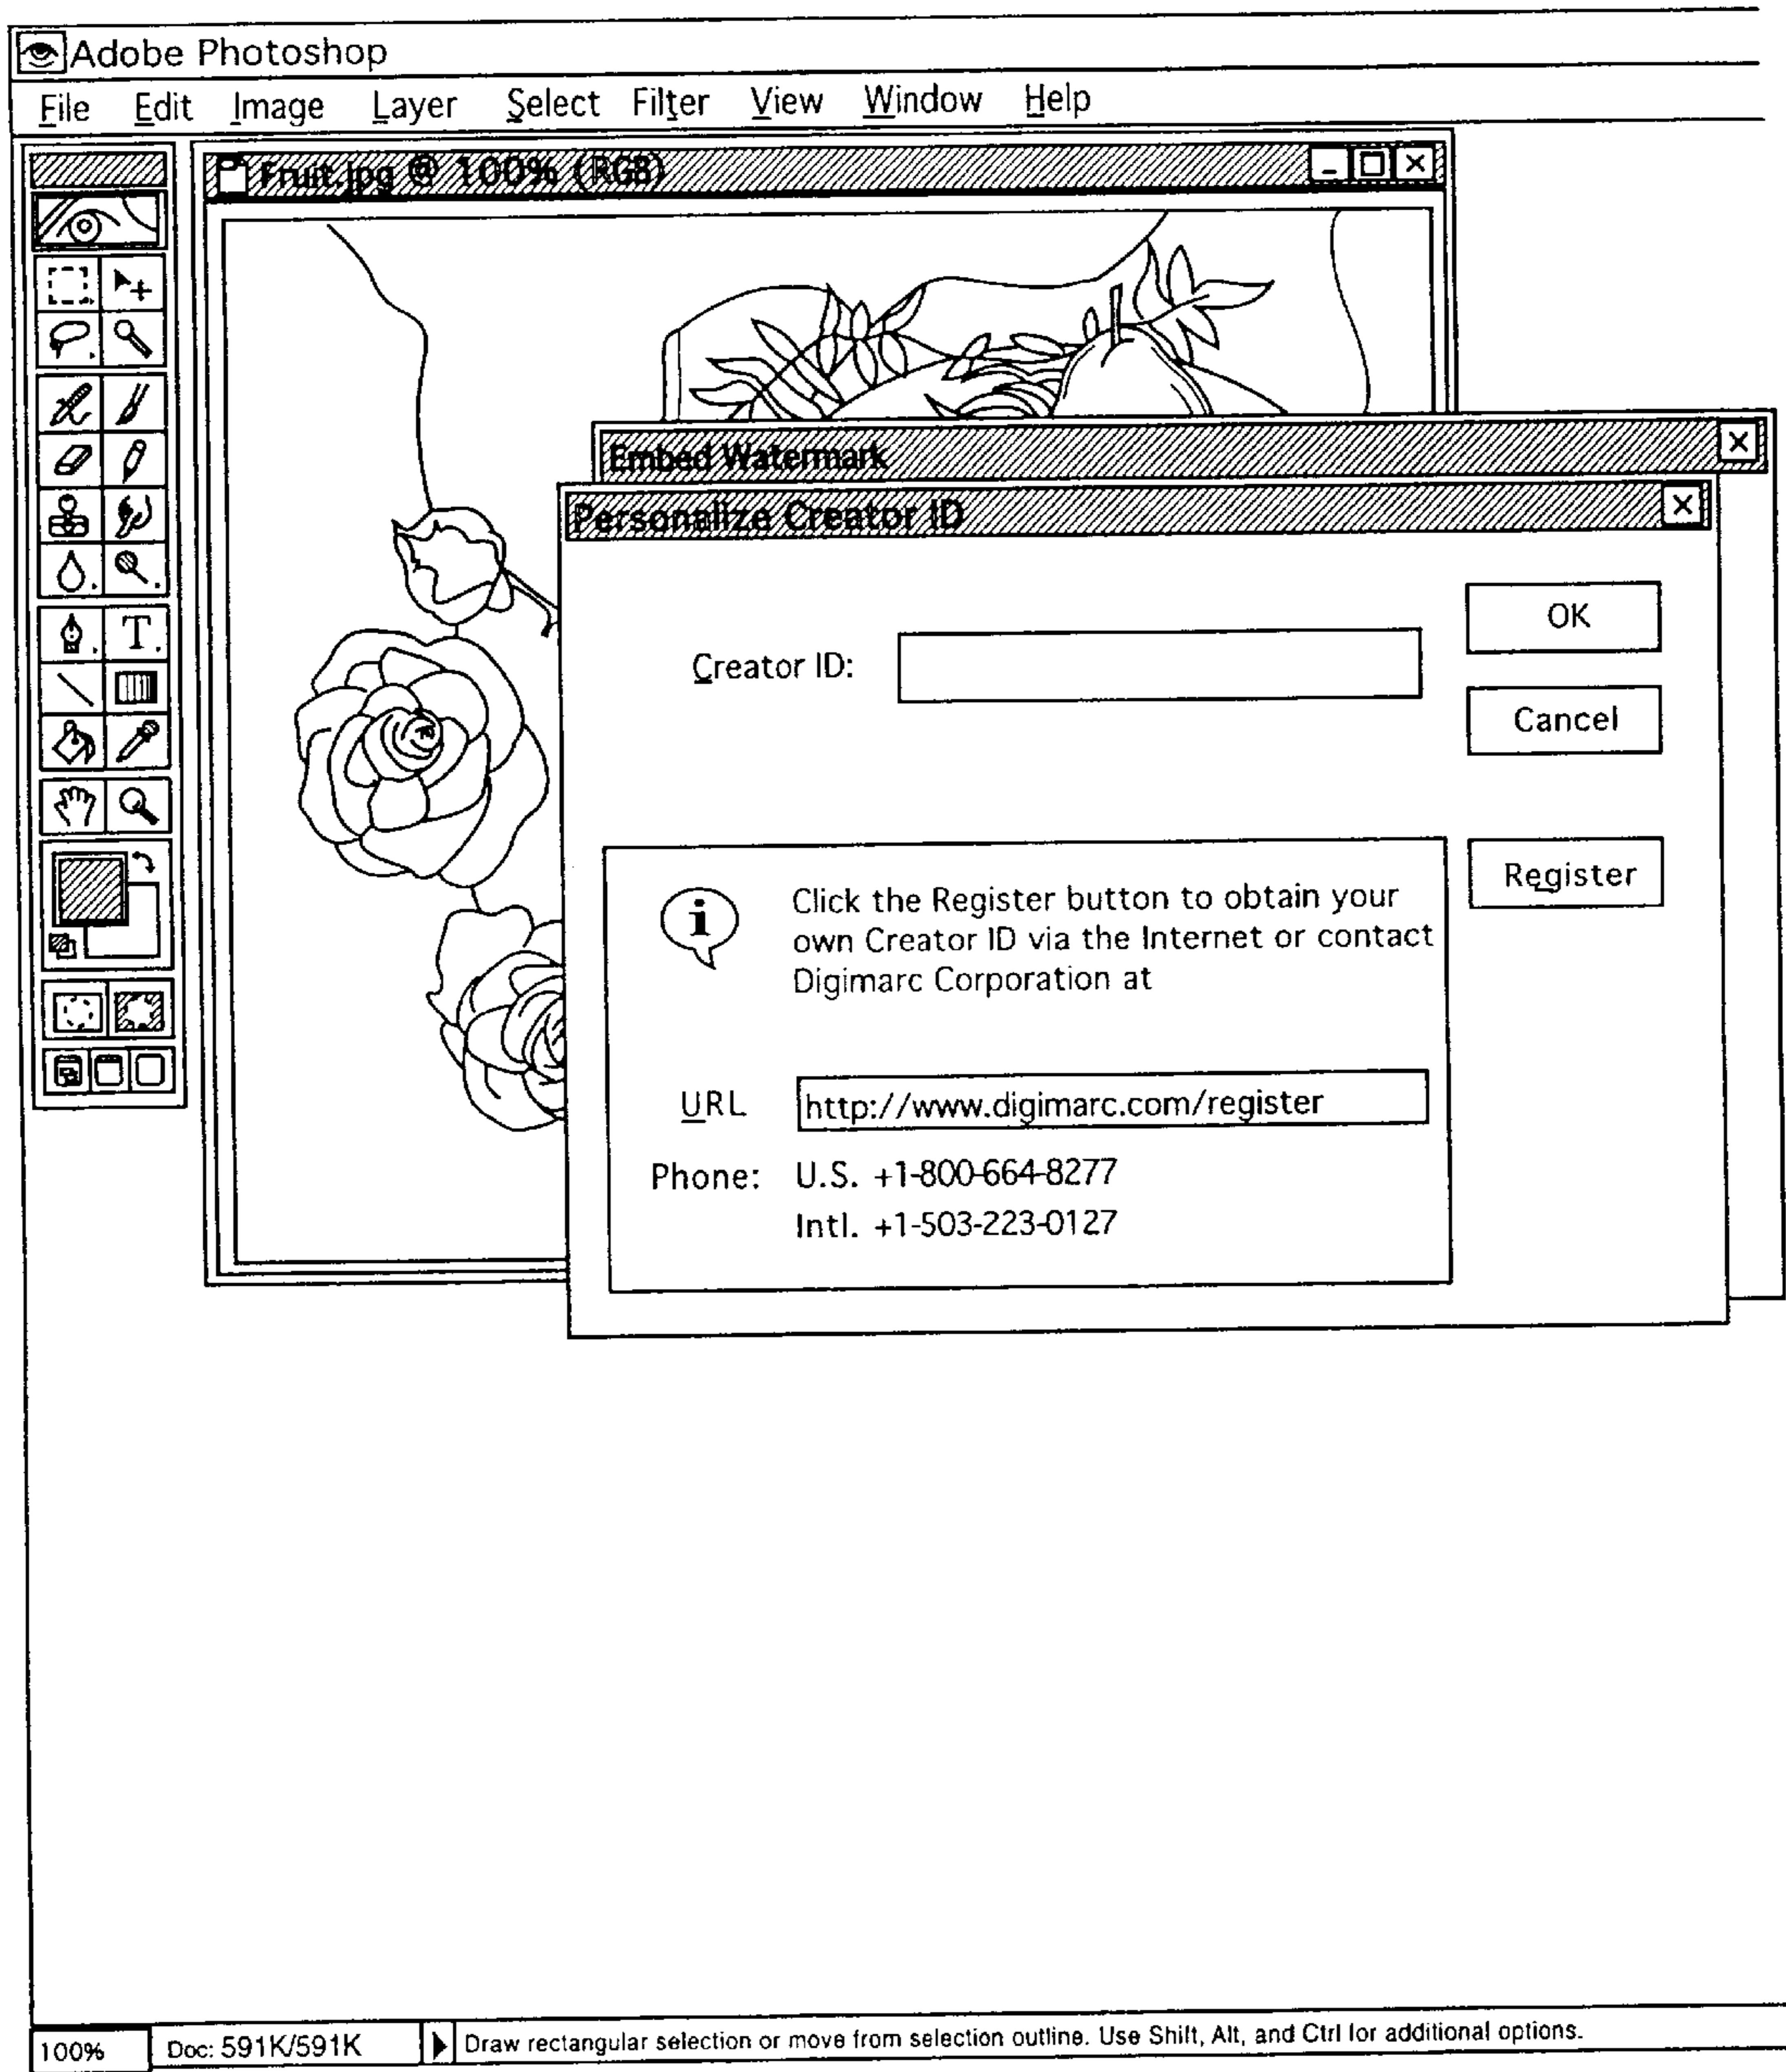 Adobe Photoshop
File Edit Image Layer Select Filter View Window Help
Fruit.jpg @ 100% (RGB)
Embed Watermark
Personalize Creator ID
Creator ID:
OK
Cancel
Register
Click the Register button to obtain your
own Creator ID via the Internet or contact
Digimarc Corporation at
URL http://www.digimarc.com/register
Phone: U.S. +1-800-664-8277
Intl. +1-503-223-0127
T
100% Doc: 591K/591K Draw rectangular selection or move from selection outline. Use Shift, Alt, and Ctrl for additional options.